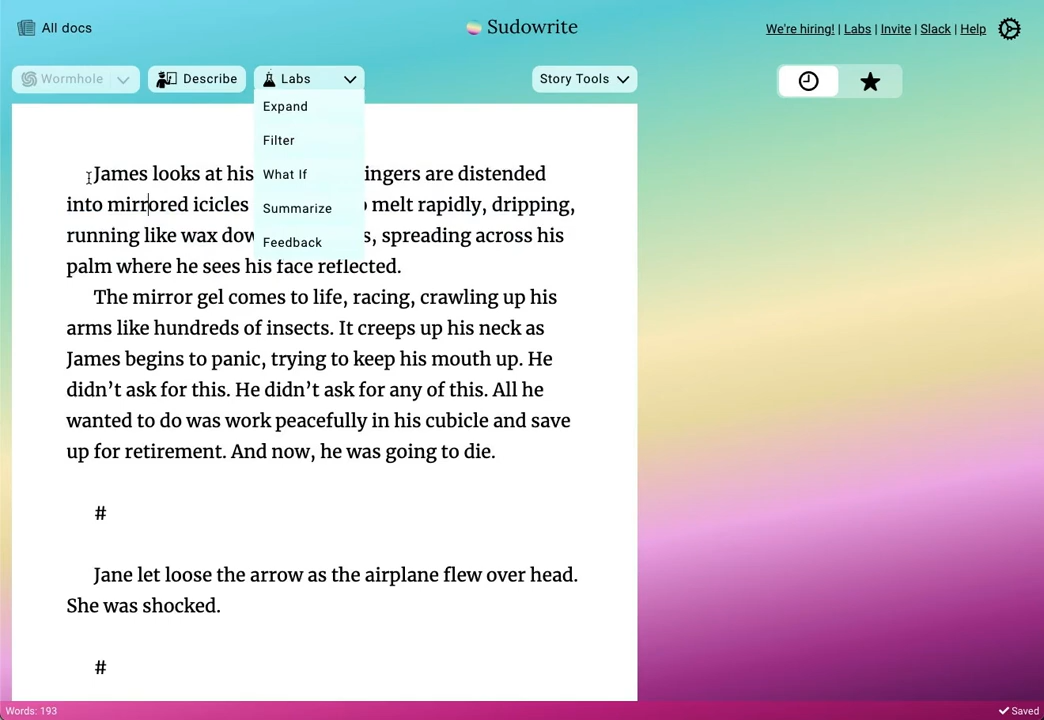 All docs
Sudowrite
We're hiring! | Labs | Invite | Slack | Help
Wormhole
Describe
Labs
Story Tools
Expand
Filter
What If
Summarize
Feedback
James looks at his ingers are distended
into mirrored icicles melt rapidly, dripping,
running like wax dow s, spreading across his
palm where he sees his face reflected.
The mirror gel comes to life, racing, crawling up his
arms like hundreds of insects. It creeps up his neck as
James begins to panic, trying to keep his mouth up. He
didn’t ask for this. He didn’t ask for any of this. All he
wanted to do was work peacefully in his cubicle and save
up for retirement. And now, he was going to die.
#
Jane let loose the arrow as the airplane flew over head.
She was shocked.
#
Words: 193
Saved